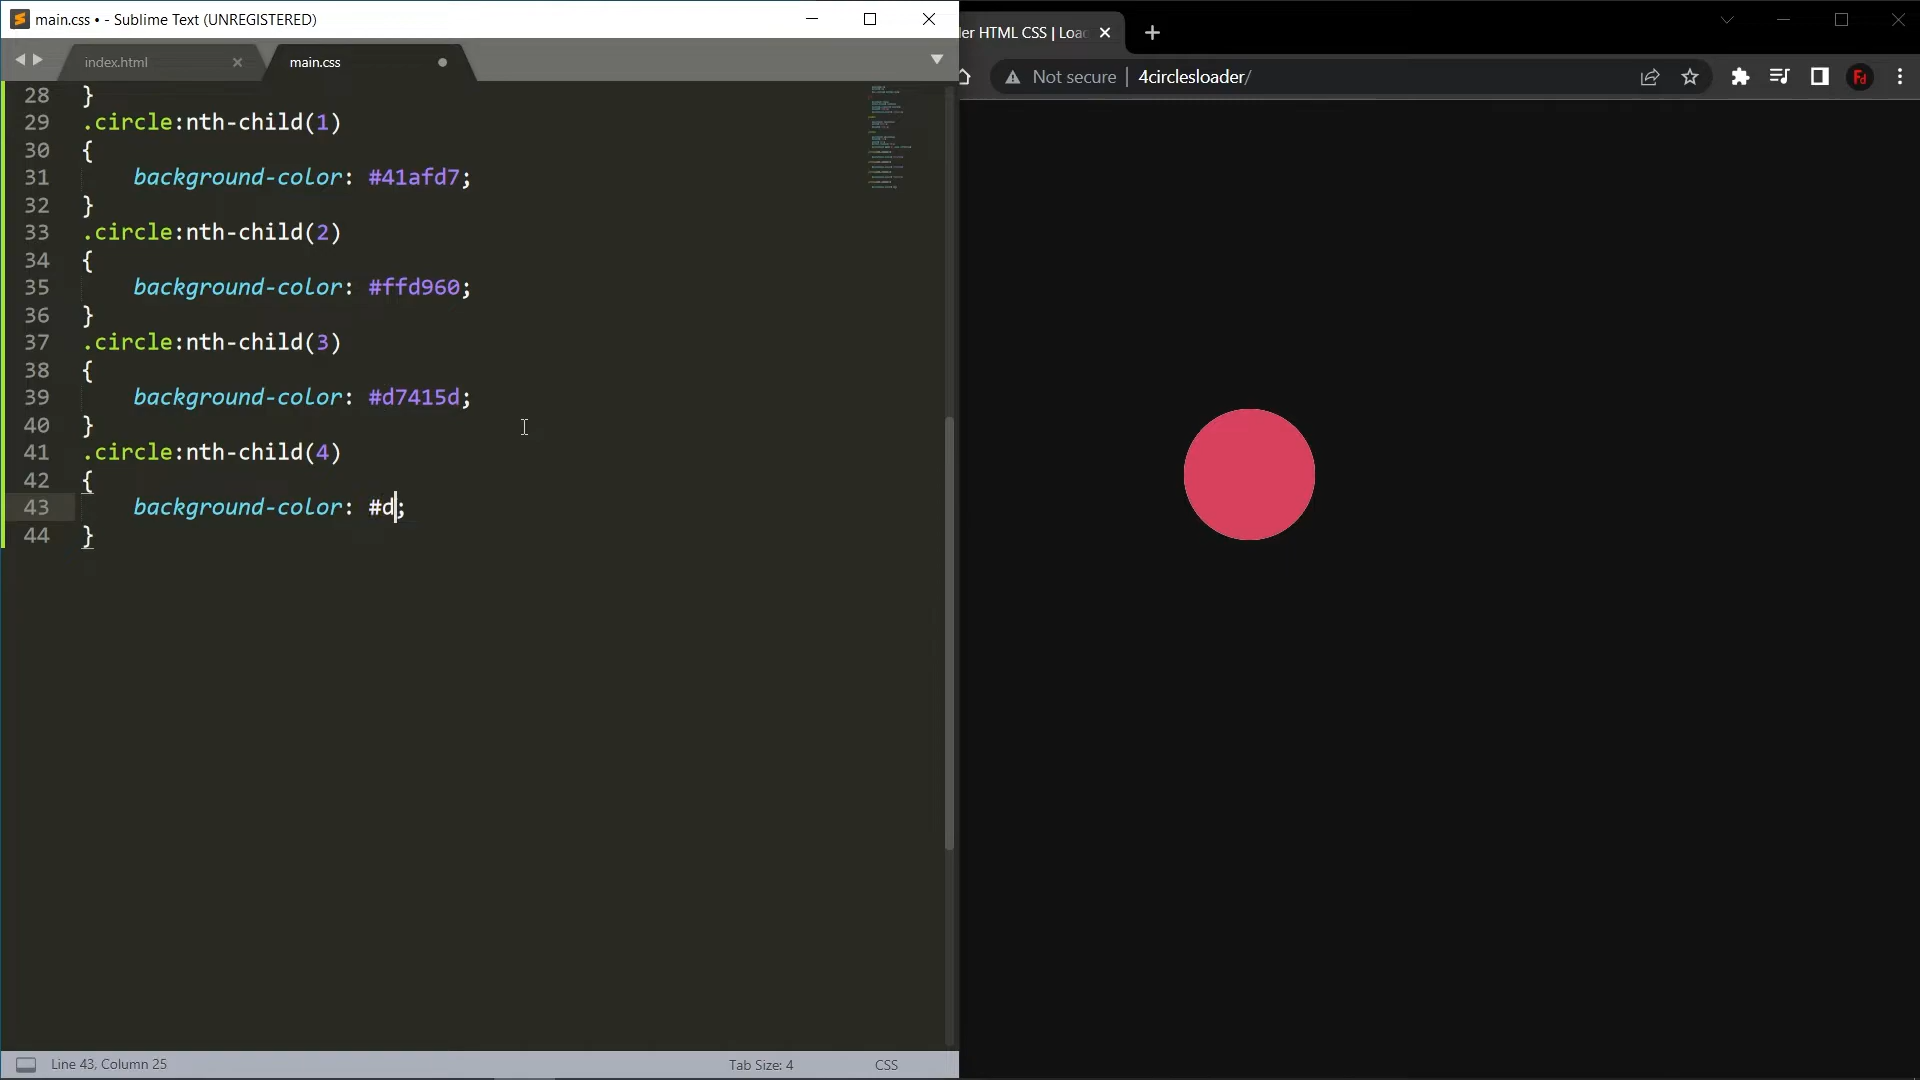 main.css • - Sublime Text (UNREGISTERED)
index.html
main.css
28 }
29 .circle:nth-child(1)
30 {
31 background-color: #41afd7;
32 }
33 .circle:nth-child(2)
34 {
35 background-color: #ffd960;
36 }
37 .circle:nth-child(3)
38 {
39 background-color: #d7415d;
40 }
41 .circle:nth-child(4)
42 {
43 background-color: #d;
44 }
Line 43, Column 25
Tab Size: 4
CSS
HTML CSS |
Not secure
4circlesloader/
Fd